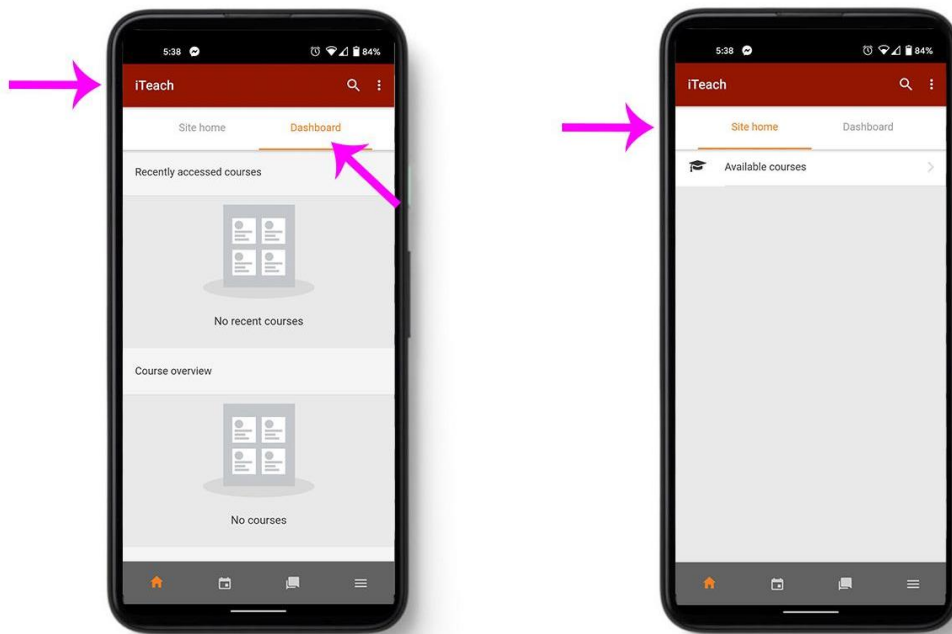 5:38 84%
iTeach
Site home Dashboard
Recently accessed courses
No recent courses
Course overview
No courses
5:38 84%
iTeach
Site home Dashboard
Available courses